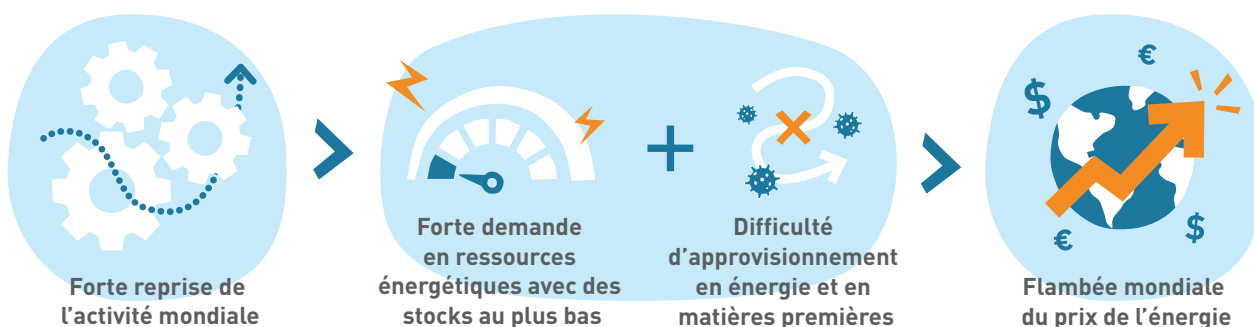 €
$
€
$
Forte reprise de
l’activité mondiale
Forte demande
en ressources
énergétiques avec des
stocks au plus bas
+
Difficulté
d’approvisionnement
en énergie et en
matières premières
Flambée mondiale
du prix de l’énergie